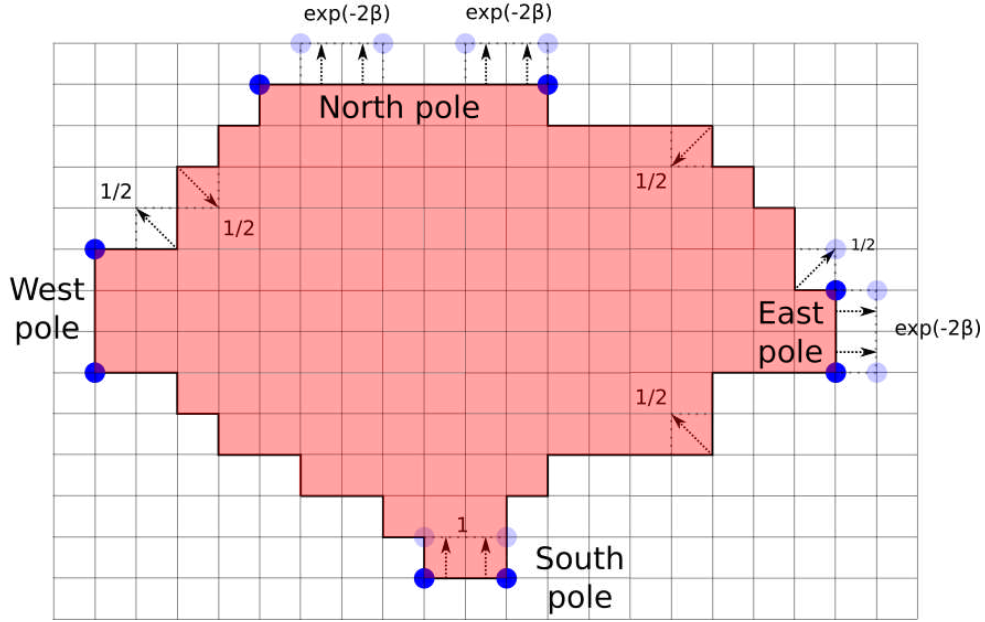 exp(-2β)
exp(-2β)
North pole
1/2
1/2
1/2
1/2
West
pole
East
pole
exp(-2β)
1/2
1
South
pole